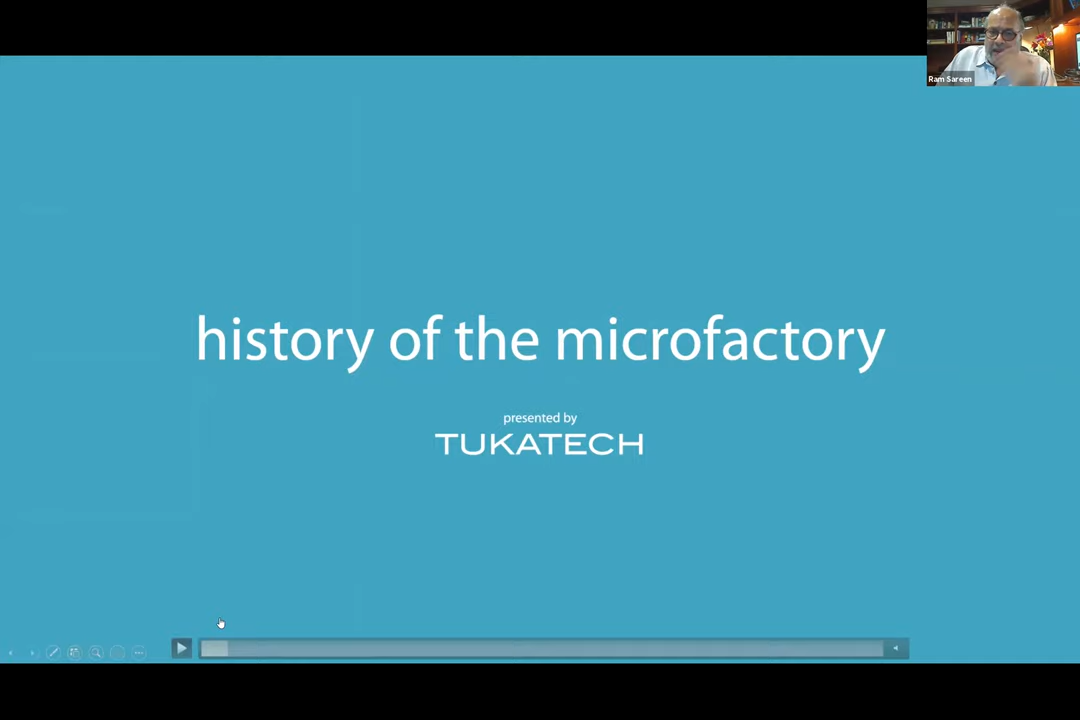 Ram Sareen
history of the microfactory
presented by
TUKATECH